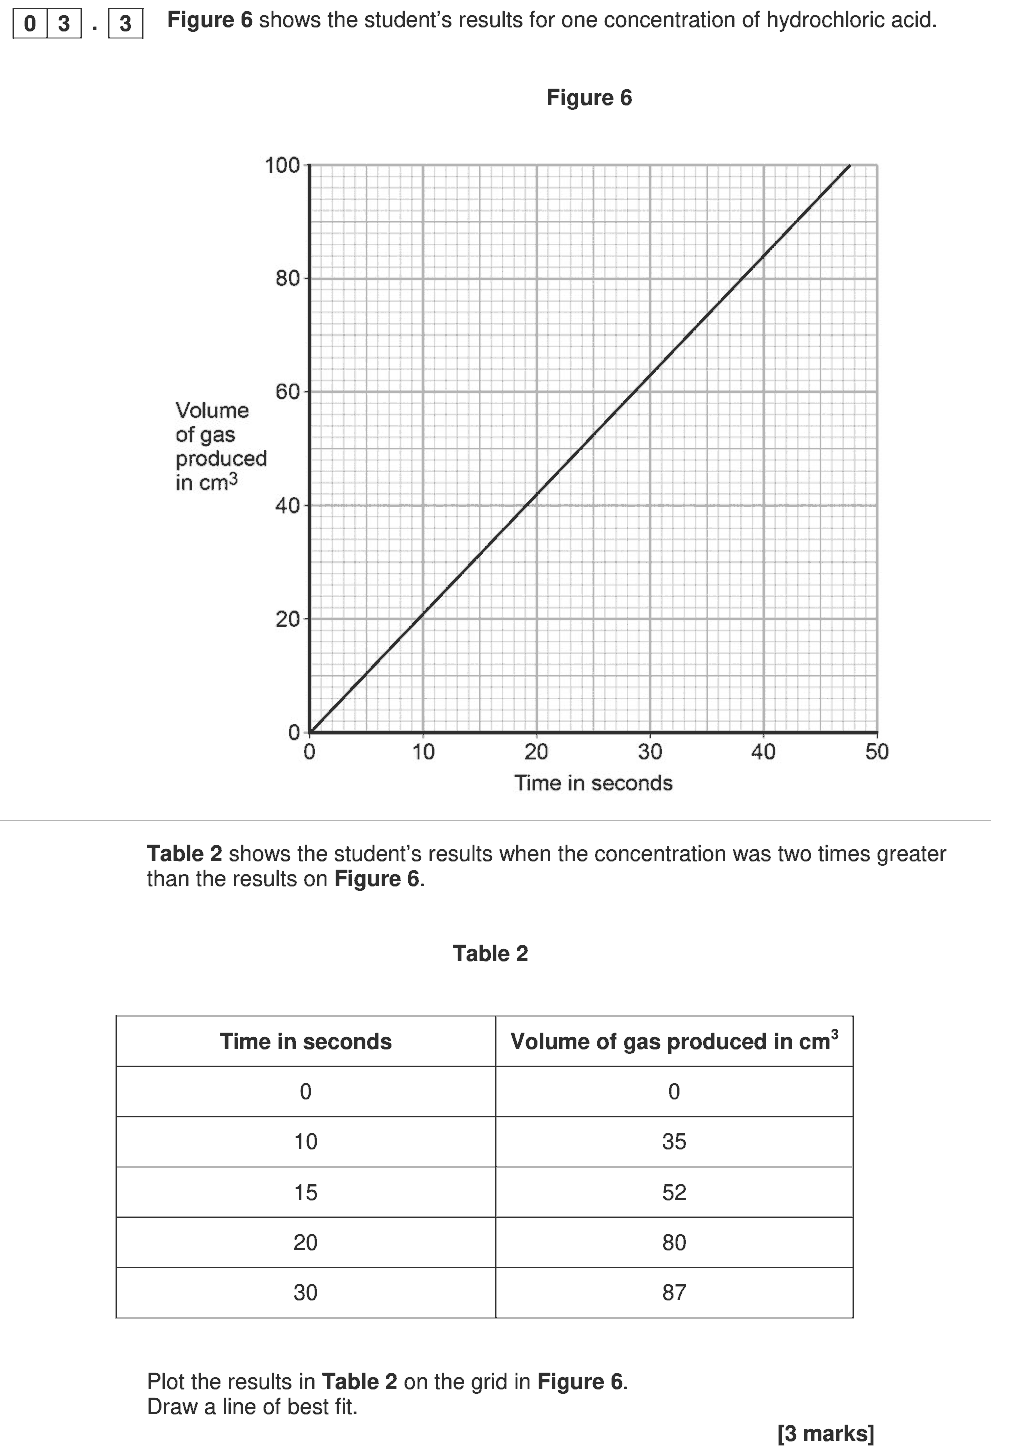 03.3 Figure 6 shows the student's results for one concentration of hydrochloric acid.
Figure 6
100
80
60
Volume
of gas
produced
in cm³
40
20
0
0 10 20 30 40 50
Time in seconds
Table 2 shows the student's results when the concentration was two times greater
than the results on Figure 6.
Table 2
Time in seconds Volume of gas produced in cm³
0 0
10 35
15 52
20 80
30 87
Plot the results in Table 2 on the grid in Figure 6.
Draw a line of best fit.
[3 marks]